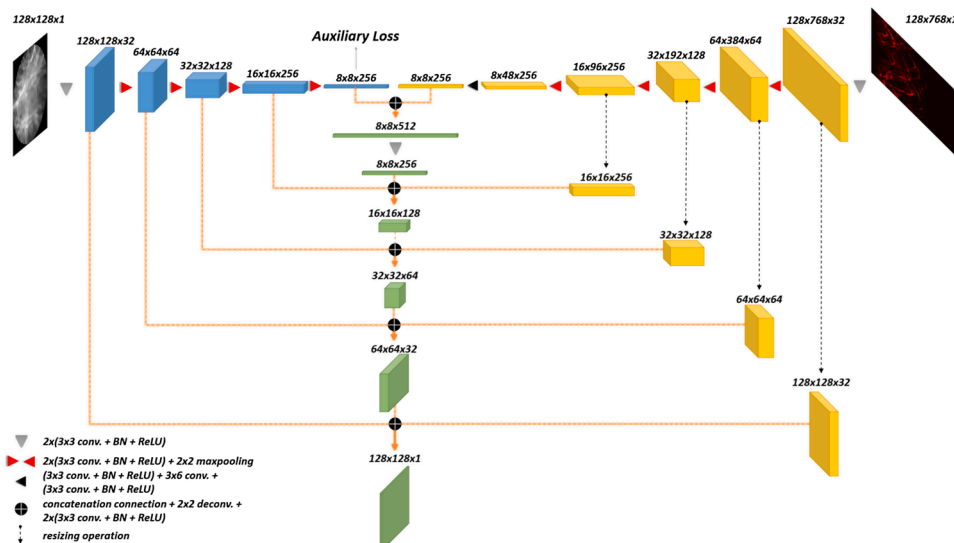 128x128x1
128x128x32
64x64x64
32x32x128
16x16x256
Auxiliary Loss
8x8x256
8x8x256
8x48x256
16x96x256
32x192x128
64x384x64
128x768x32
128x768x1
8x8x512
8x8x256
16x16x256
16x16x128
32x32x128
32x32x64
64x64x64
64x64x32
128x128x32
128x128x1
2x(3x3 conv. + BN + ReLU)
2x(3x3 conv. + BN + ReLU) + 2x2 maxpooling
(3x3 conv. + BN + ReLU) + 3x6 conv. +
(3x3 conv. + BN + ReLU)
concatenation connection + 2x2 deconv. +
2x(3x3 conv. + BN + ReLU)
resizing operation